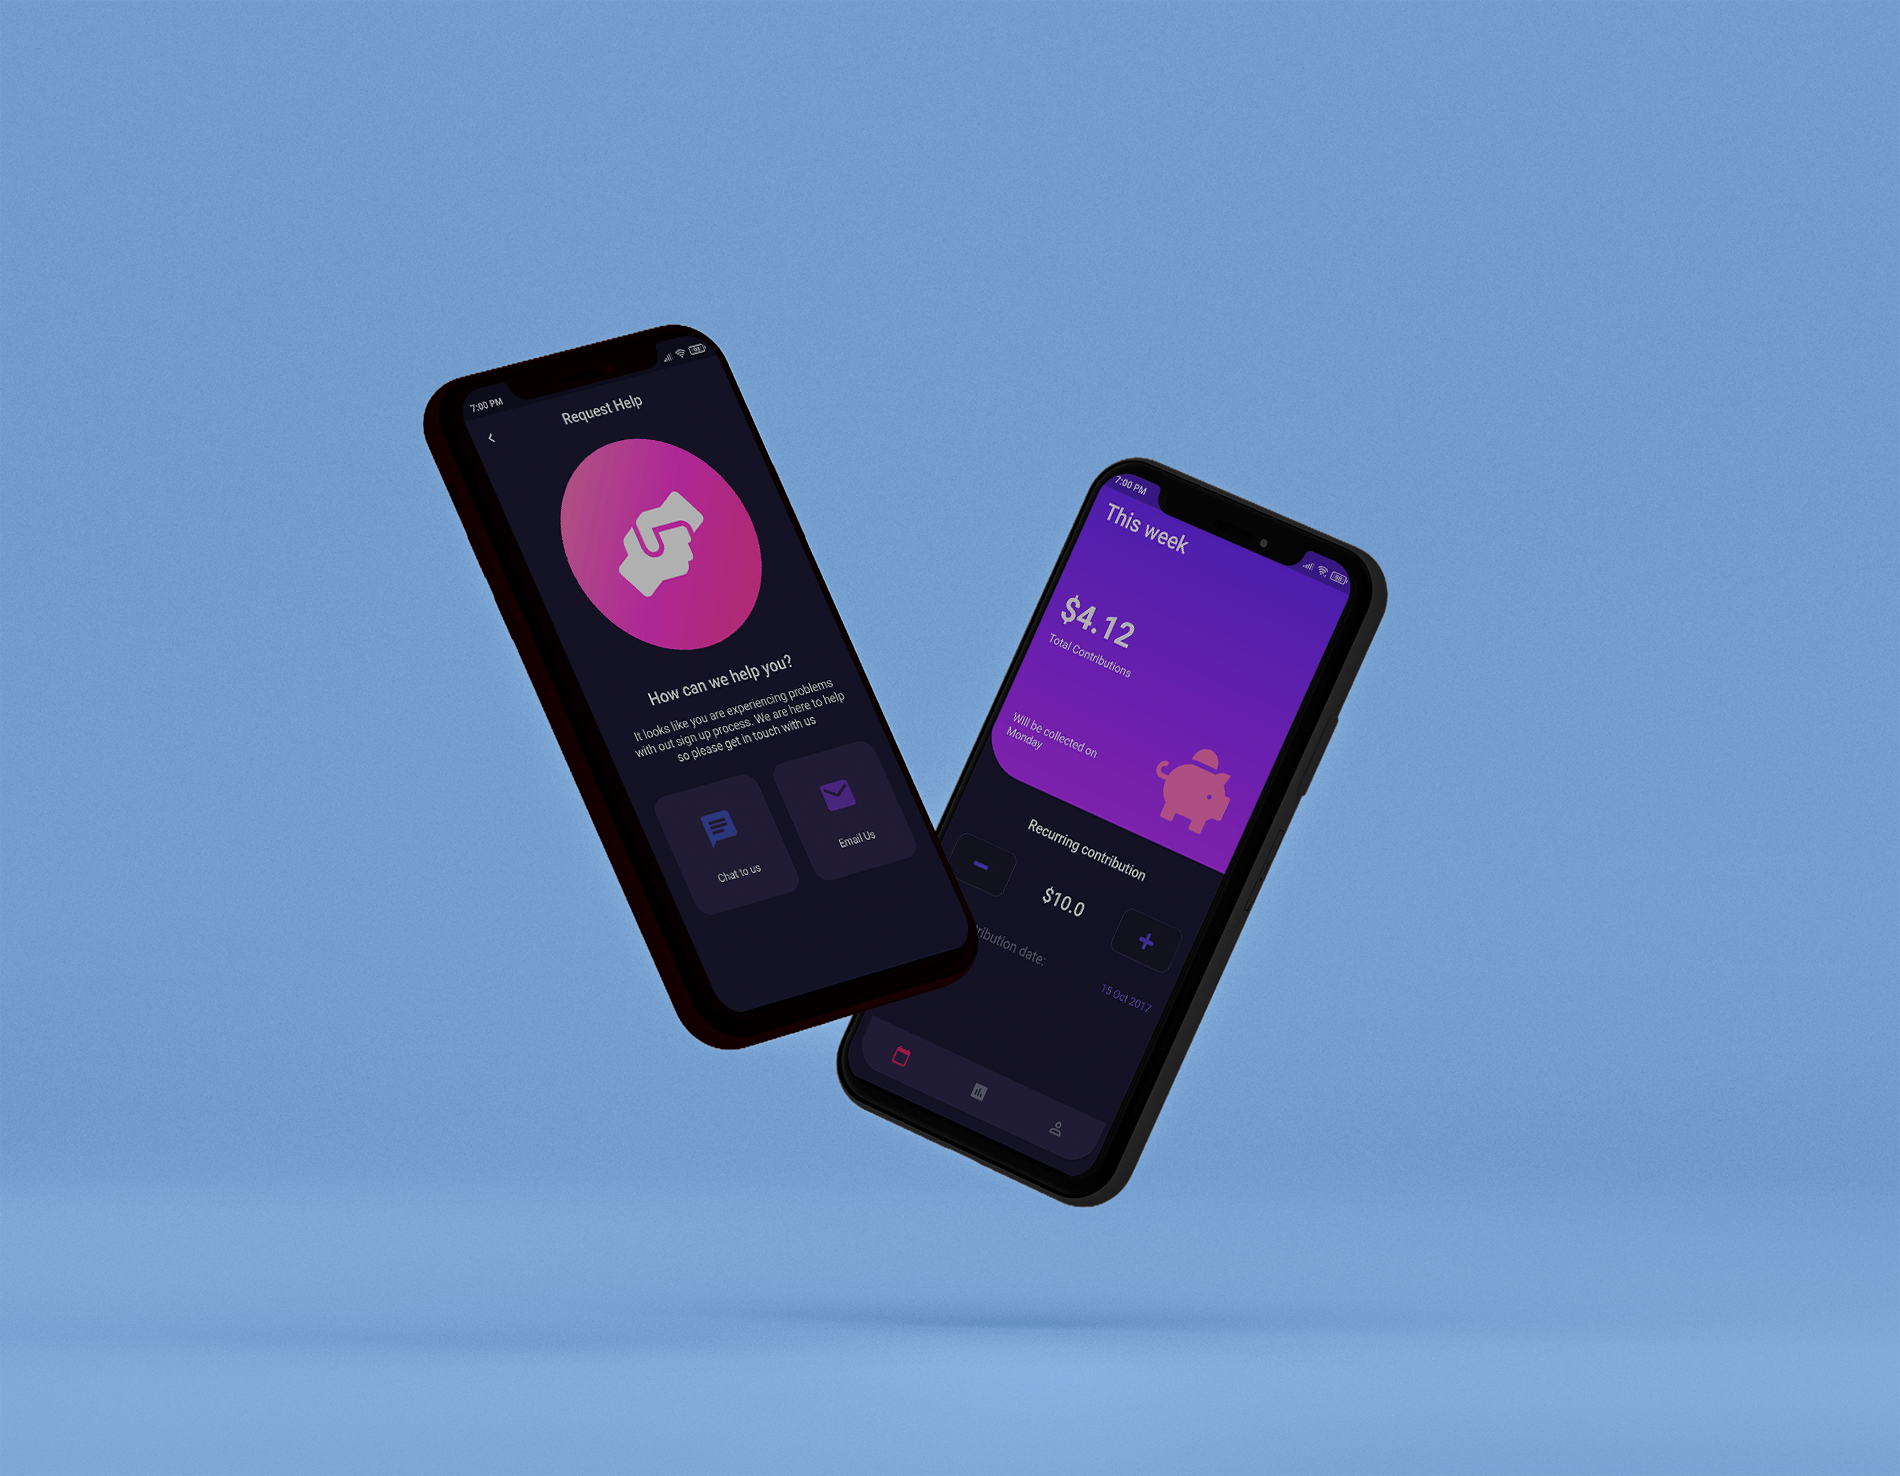 7:00 PM
Request Help
How can we help you?
It looks like you are experiencing problems
with out sign up process. We are here to help
so please get in touch with us
Chat to us
Email Us
7:00 PM
This week
$4.12
Total Contributions
Will be collected on
Monday
Recurring contribution
$10.0
date:
15 Oct 2017